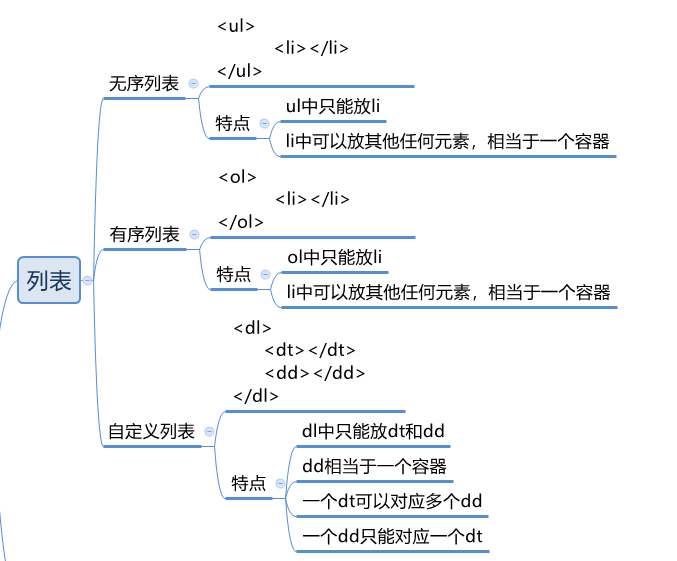 列表
无序列表
<ul>
<li></li>
</ul>
特点
ul中只能放li
li中可以放其他任何元素，相当于一个容器
有序列表
<ol>
<li></li>
</ol>
特点
ol中只能放li
li中可以放其他任何元素，相当于一个容器
自定义列表
<dl>
<dt></dt>
<dd></dd>
</dl>
特点
dl中只能放dt和dd
dd相当于一个容器
一个dt可以对应多个dd
一个dd只能对应一个dt